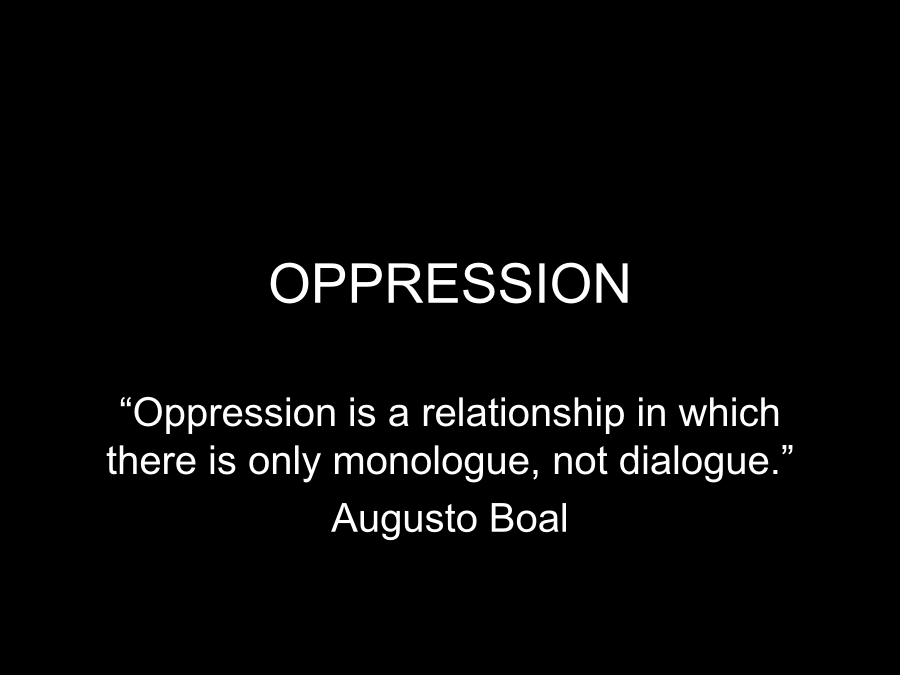 OPPRESSION
“Oppression is a relationship in which
there is only monologue, not dialogue.”
Augusto Boal